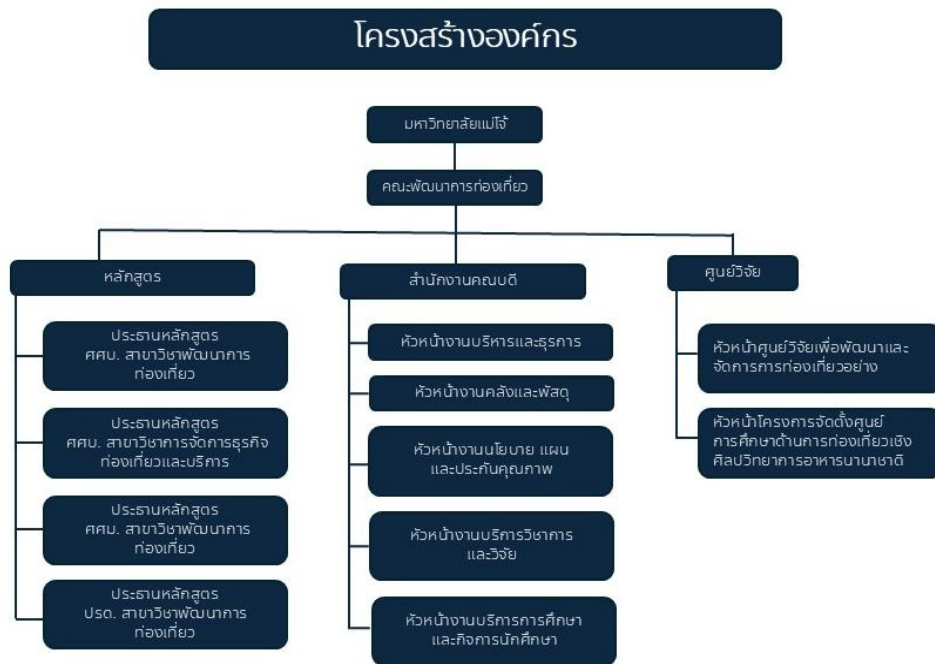 โครงสร้างองค์กร
มหาวิทยาลัยแม่โจ้
คณะพัฒนาการท่องเที่ยว
หลักสูตร
ประธานหลักสูตร
ศศบ. สาขาวิชาพัฒนาการ
ท่องเที่ยว
ประธานหลักสูตร
ศศบ. สาขาวิชาการจัดการธุรกิจ
ท่องเที่ยวและบริการ
ประธานหลักสูตร
ศศม. สาขาวิชาพัฒนาการ
ท่องเที่ยว
ประธานหลักสูตร
ปรด. สาขาวิชาพัฒนาการ
ท่องเที่ยว
สำนักงานคณบดี
หัวหน้างานบริหารและธุรการ
หัวหน้างานคลังและพัสดุ
หัวหน้างานนโยบาย แผน
และประกันคุณภาพ
หัวหน้างานบริการวิชาการ
และวิจัย
หัวหน้างานบริการการศึกษา
และกิจการนักศึกษา
ศูนย์วิจัย
หัวหน้าศูนย์วิจัยเพื่อพัฒนาและ
จัดการการท่องเที่ยวอย่าง
หัวหน้าโครงการจัดตั้งศูนย์
การศึกษาด้านการท่องเที่ยวเชิง
ศิลปวิทยาการอาหารนานาชาติ